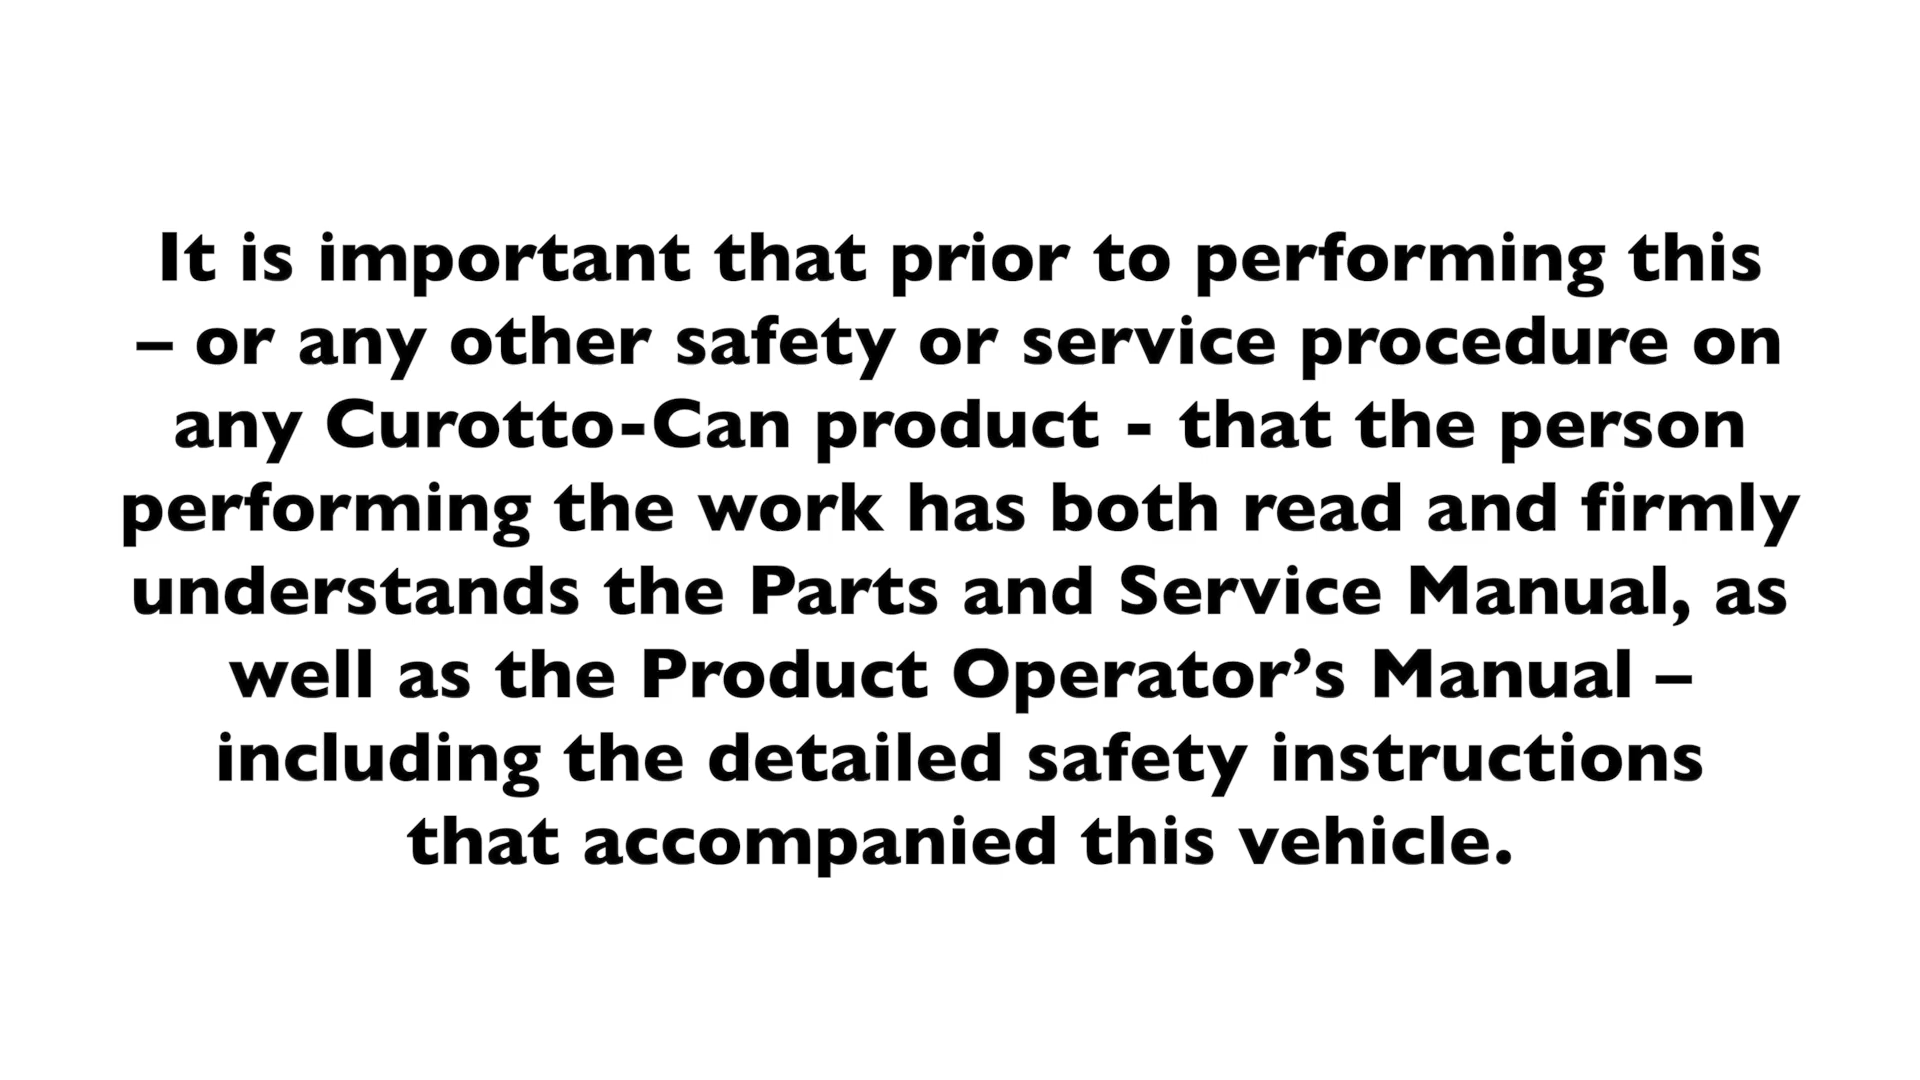 It is important that prior to performing this
– or any other safety or service procedure on
any Curotto-Can product - that the person
performing the work has both read and firmly
understands the Parts and Service Manual, as
well as the Product Operator’s Manual –
including the detailed safety instructions
that accompanied this vehicle.